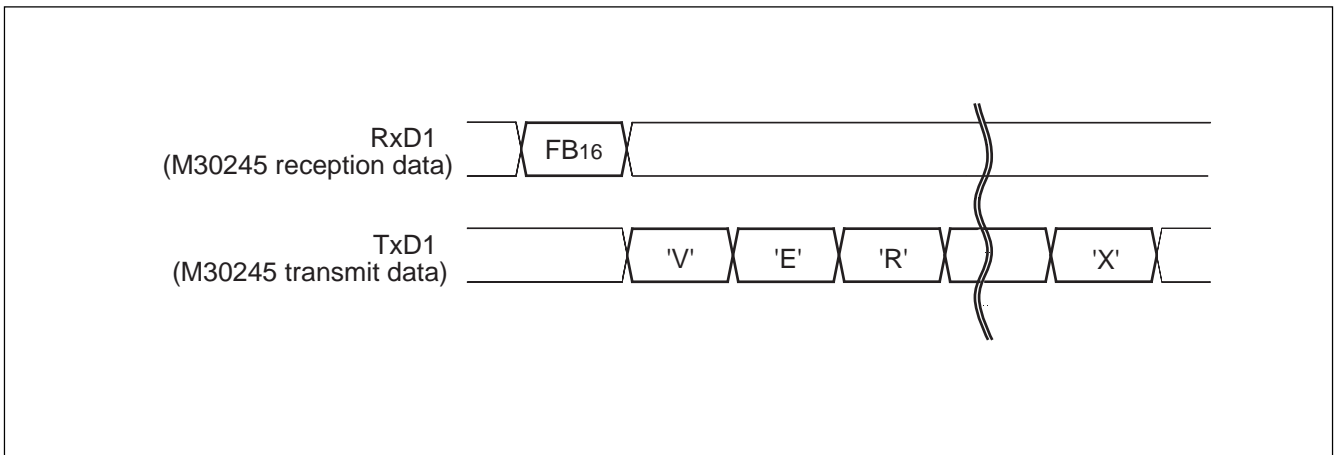 RxD1
(M30245 reception data)
FB16
TxD1
(M30245 transmit data)
'V' 'E' 'R' 'X'